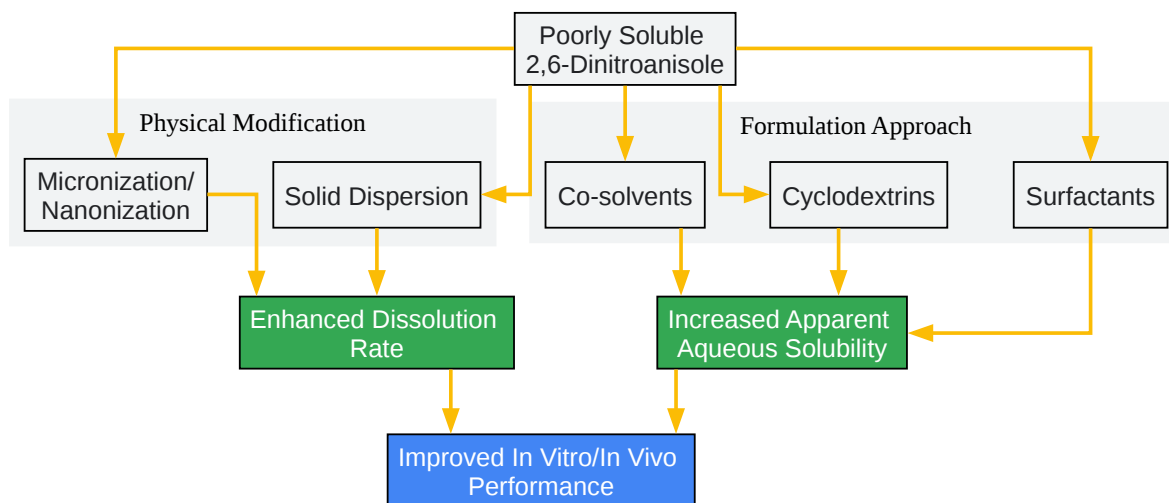 Poorly Soluble
2,6-Dinitroanisole
Physical Modification
Formulation Approach
Micronization/
Nanonization
Solid Dispersion
Co-solvents
Cyclodextrins
Surfactants
Enhanced Dissolution
Rate
Increased Apparent
Aqueous Solubility
Improved In Vitro/In Vivo
Performance